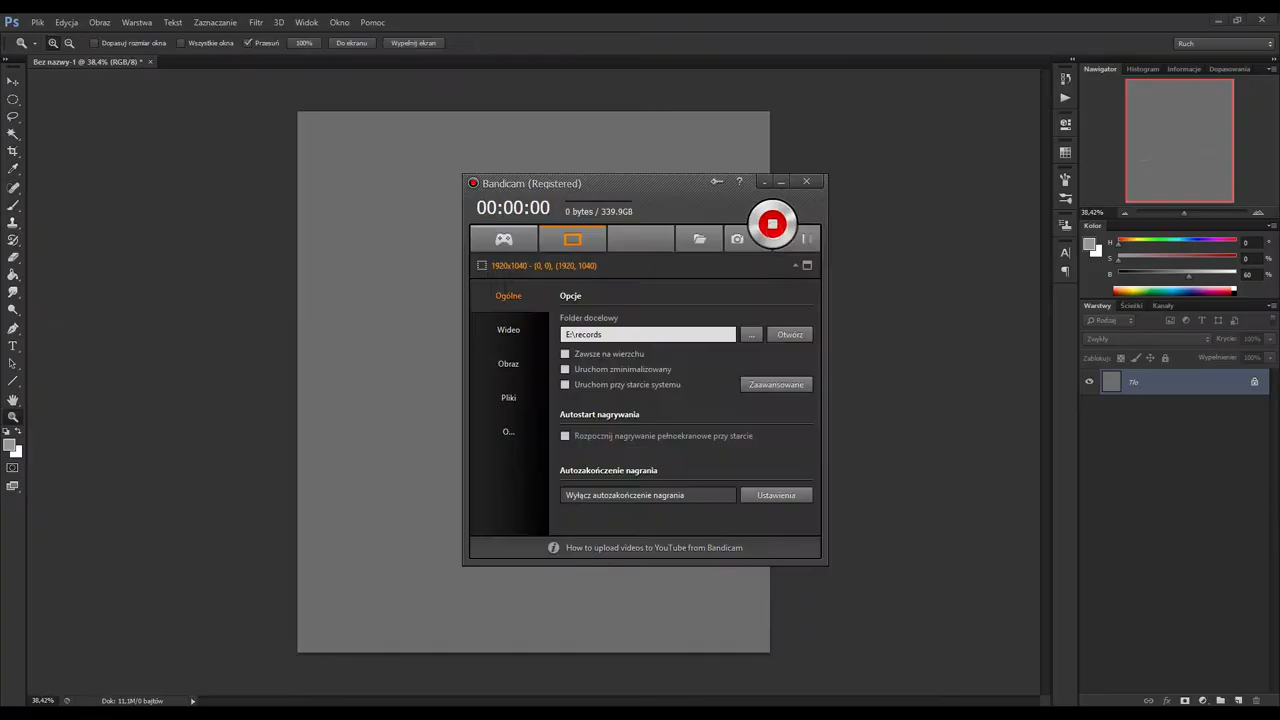 Ps Plik Edycja Obraz Warstwa Tekst Zaznaczanie Filtr 3D Widok Okno Pomoc
Dopasuj rozmiar okna Wszystkie okna Przesuń 100% Do ekranu Wypełnij ekran Ruch
Bez nazwy-1 @ 38,4% (RGB/8) * ×
Nawigator Histogram Informacje Dopasowania
38,42%
Kolor
H 0 °
S 0 %
B 60 %
Warstwy Ścieżki Kanały
Rodzaj
Zwykły Krycie: 100%
Zablokuj: Wypełnienie: 100%
Tło
Bandicam (Registered) ?
00:00:00 0 bytes / 339.9GB
1920x1040 - (0, 0), (1920, 1040)
Ogólne
Wideo
Obraz
Pliki
O...
Opcje
Folder docelowy
E:\records ... Otwórz
Zawsze na wierzchu
Uruchom zminimalizowany
Uruchom przy starcie systemu Zaawansowane
Autostart nagrywania
Rozpocznij nagrywanie pełnoekranowe przy starcie
Autozakończenie nagrania
Wyłącz autozakończenie nagrania Ustawienia
How to upload videos to YouTube from Bandicam
38,42% Dok: 11,1M/0 bajtów